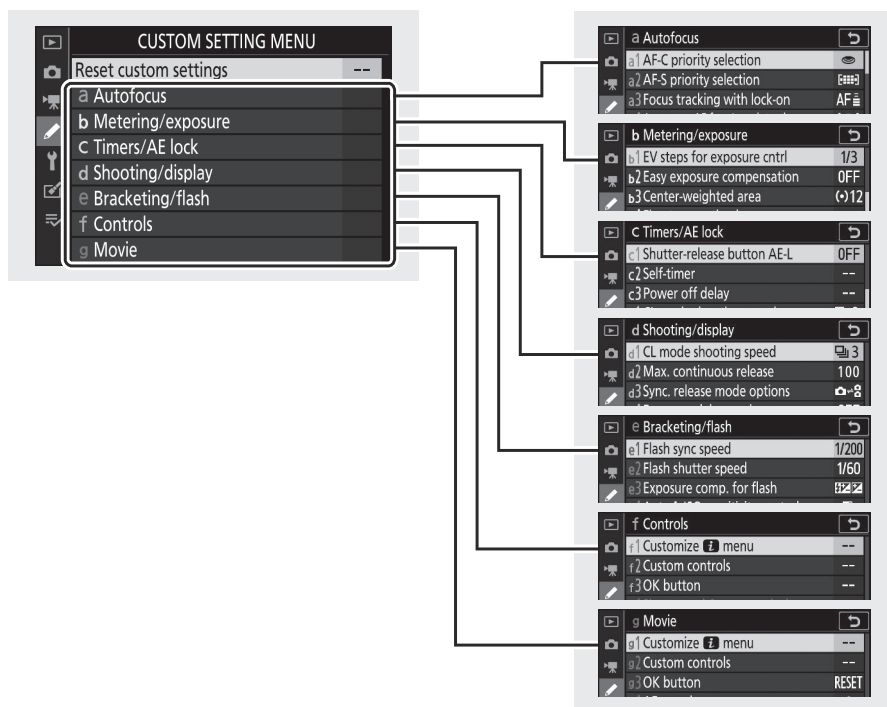 CUSTOM SETTING MENU
Reset custom settings --
a Autofocus
b Metering/exposure
c Timers/AE lock
d Shooting/display
e Bracketing/flash
f Controls
g Movie
a Autofocus
a1 AF-C priority selection
a2 AF-S priority selection
a3 Focus tracking with lock-on AF
b Metering/exposure
b1 EV steps for exposure cntrl 1/3
b2 Easy exposure compensation OFF
b3 Center-weighted area (•)12
c Timers/AE lock
c1 Shutter-release button AE-L OFF
c2 Self-timer --
c3 Power off delay --
d Shooting/display
d1 CL mode shooting speed 3
d2 Max. continuous release 100
d3 Sync. release mode options
e Bracketing/flash
e1 Flash sync speed 1/200
e2 Flash shutter speed 1/60
e3 Exposure comp. for flash
f Controls
f1 Customize i menu --
f2 Custom controls --
f3 OK button --
g Movie
g1 Customize i menu --
g2 Custom controls --
g3 OK button RESET